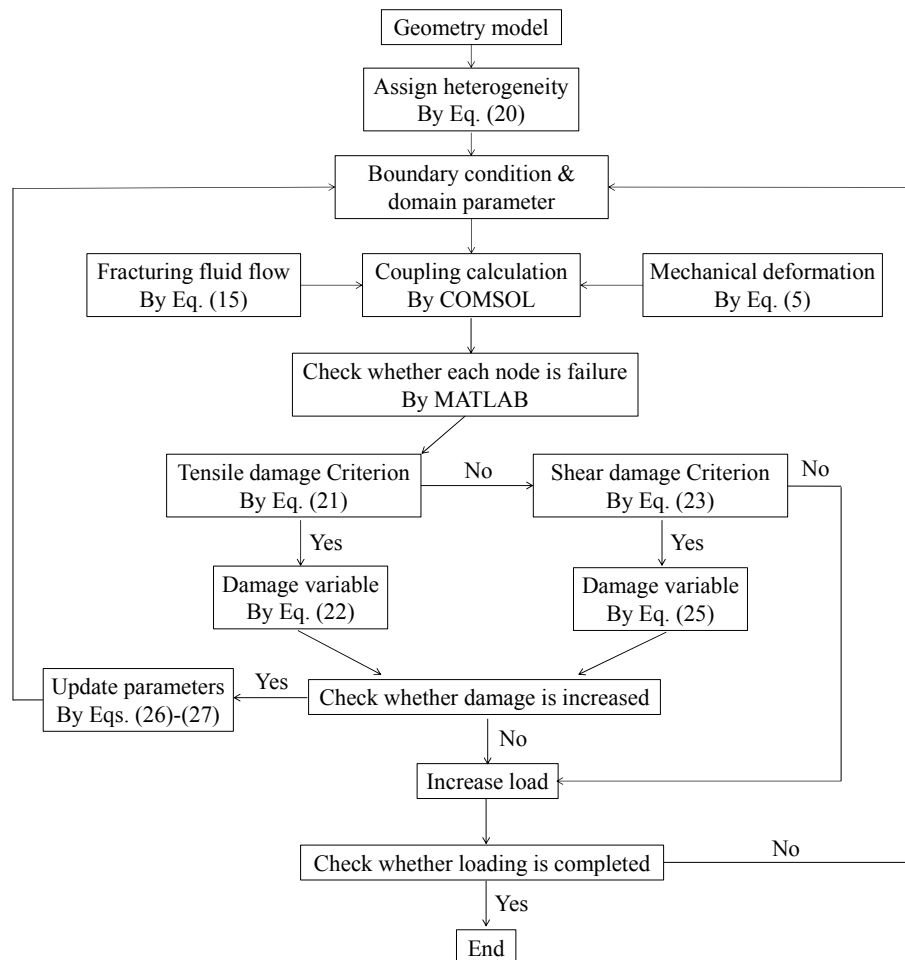 Geometry model
Assign heterogeneity
By Eq. (20)
Boundary condition &
domain parameter
Fracturing fluid flow
By Eq. (15)
Coupling calculation
By COMSOL
Mechanical deformation
By Eq. (5)
Check whether each node is failure
By MATLAB
Tensile damage Criterion
By Eq. (21)
No
Shear damage Criterion
By Eq. (23)
No
Yes
Yes
Damage variable
By Eq. (22)
Damage variable
By Eq. (25)
Update parameters
By Eqs. (26)-(27)
Yes
Check whether damage is increased
No
Increase load
Check whether loading is completed
No
Yes
End